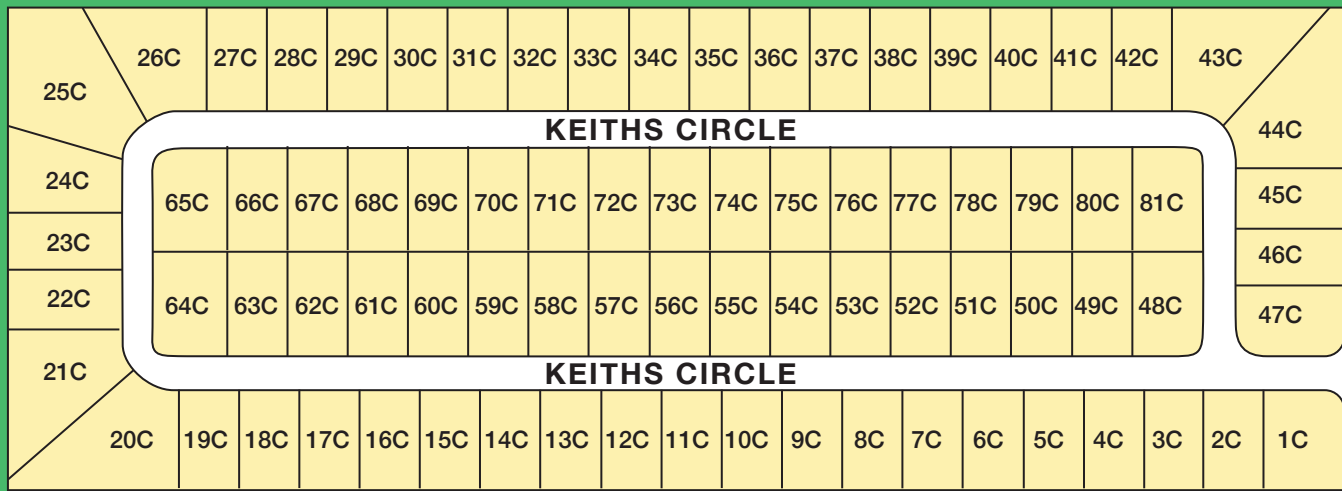 26C 27C 28C 29C 30C 31C 32C 33C 34C 35C 36C 37C 38C 39C 40C 41C 42C 43C
25C
KEITHS CIRCLE
44C
24C
65C 66C 67C 68C 69C 70C 71C 72C 73C 74C 75C 76C 77C 78C 79C 80C 81C
45C
23C
46C
22C
64C 63C 62C 61C 60C 59C 58C 57C 56C 55C 54C 53C 52C 51C 50C 49C 48C
47C
21C
KEITHS CIRCLE
20C 19C 18C 17C 16C 15C 14C 13C 12C 11C 10C 9C 8C 7C 6C 5C 4C 3C 2C 1C